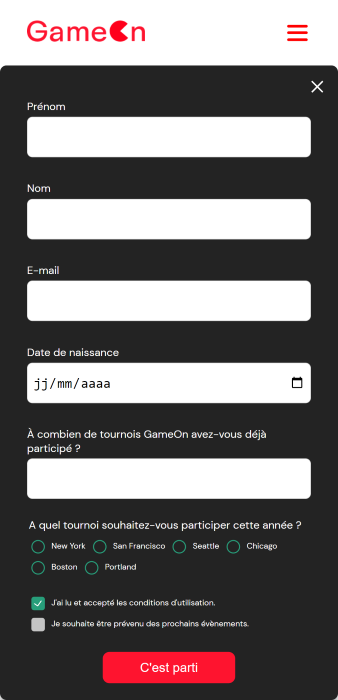 GameOn
Prénom
Nom
E-mail
Date de naissance
jj/mm/aaaa
À combien de tournois GameOn avez-vous déjà
participé ?
A quel tournoi souhaitez-vous participer cette année ?
New York San Francisco Seattle Chicago
Boston Portland
J'ai lu et accepté les conditions d'utilisation.
Je souhaite être prévenu des prochains évènements.
C'est parti